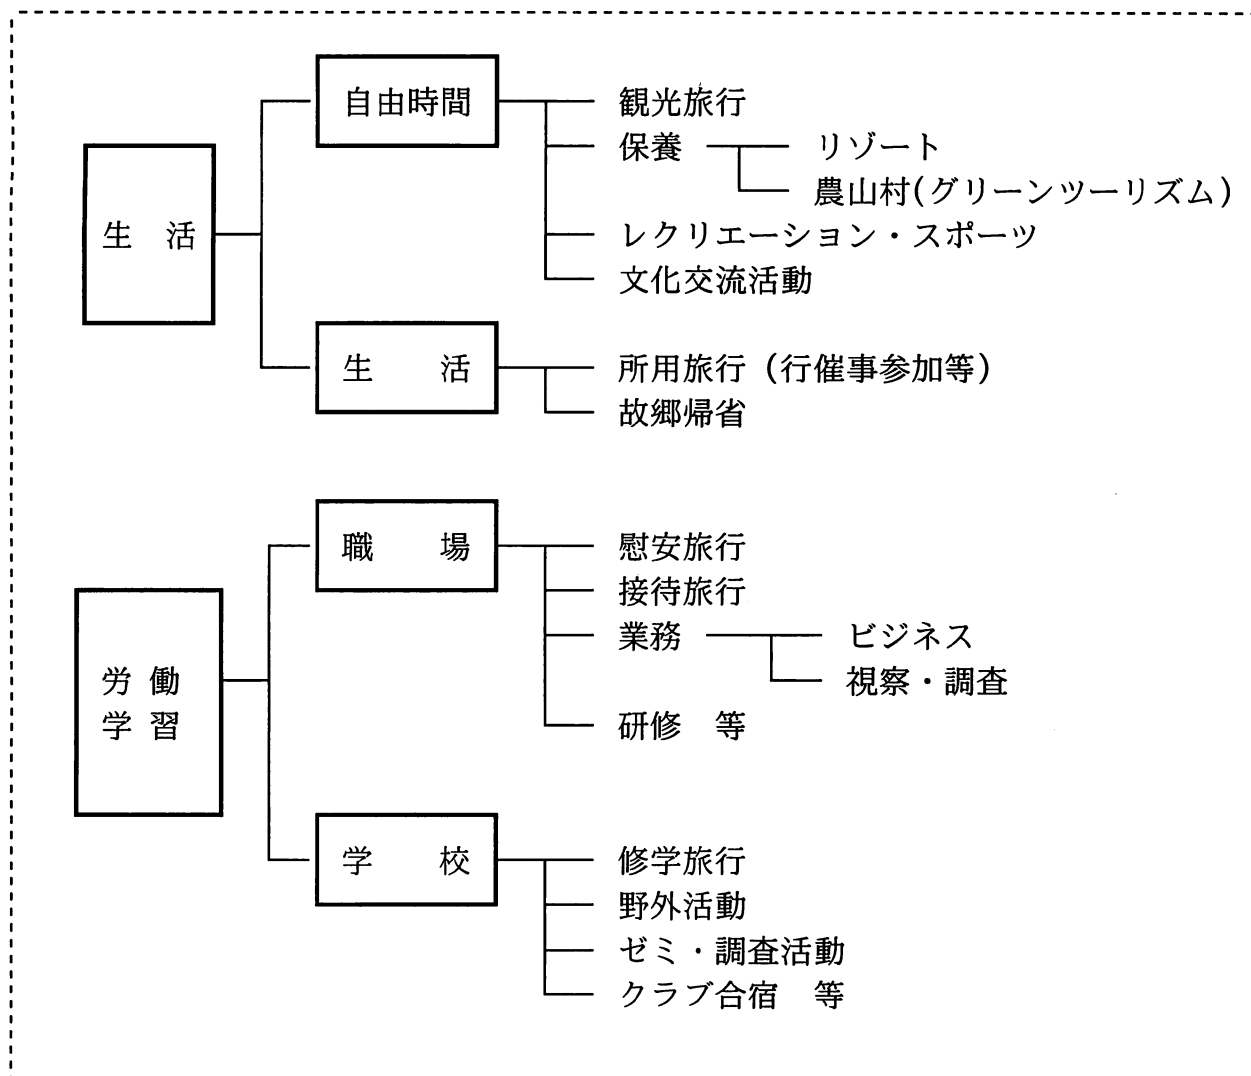 自由時間
観光旅行
保養
リゾート
農山村(グリーンツーリズム)
生 活
レクリエーション・スポーツ
文化交流活動
生 活
所用旅行 (行催事参加等)
故郷帰省
職 場
慰安旅行
接待旅行
業務
ビジネス
視察・調査
労 働
学 習
研修 等
学 校
修学旅行
野外活動
ゼミ・調査活動
クラブ合宿 等